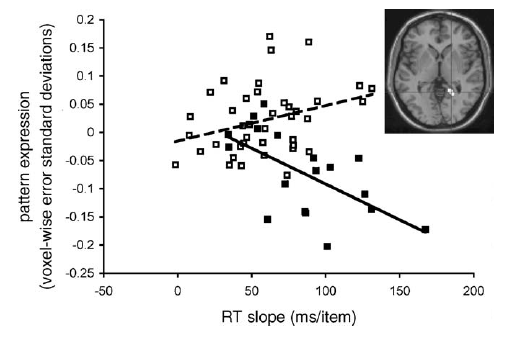 0.2
0.15
0.1
0.05
0
-0.05
-0.1
-0.15
-0.2
-0.25
-50 0 50 100 150 200
pattern expression
(voxel-wise error standard deviations)
RT slope (ms/item)